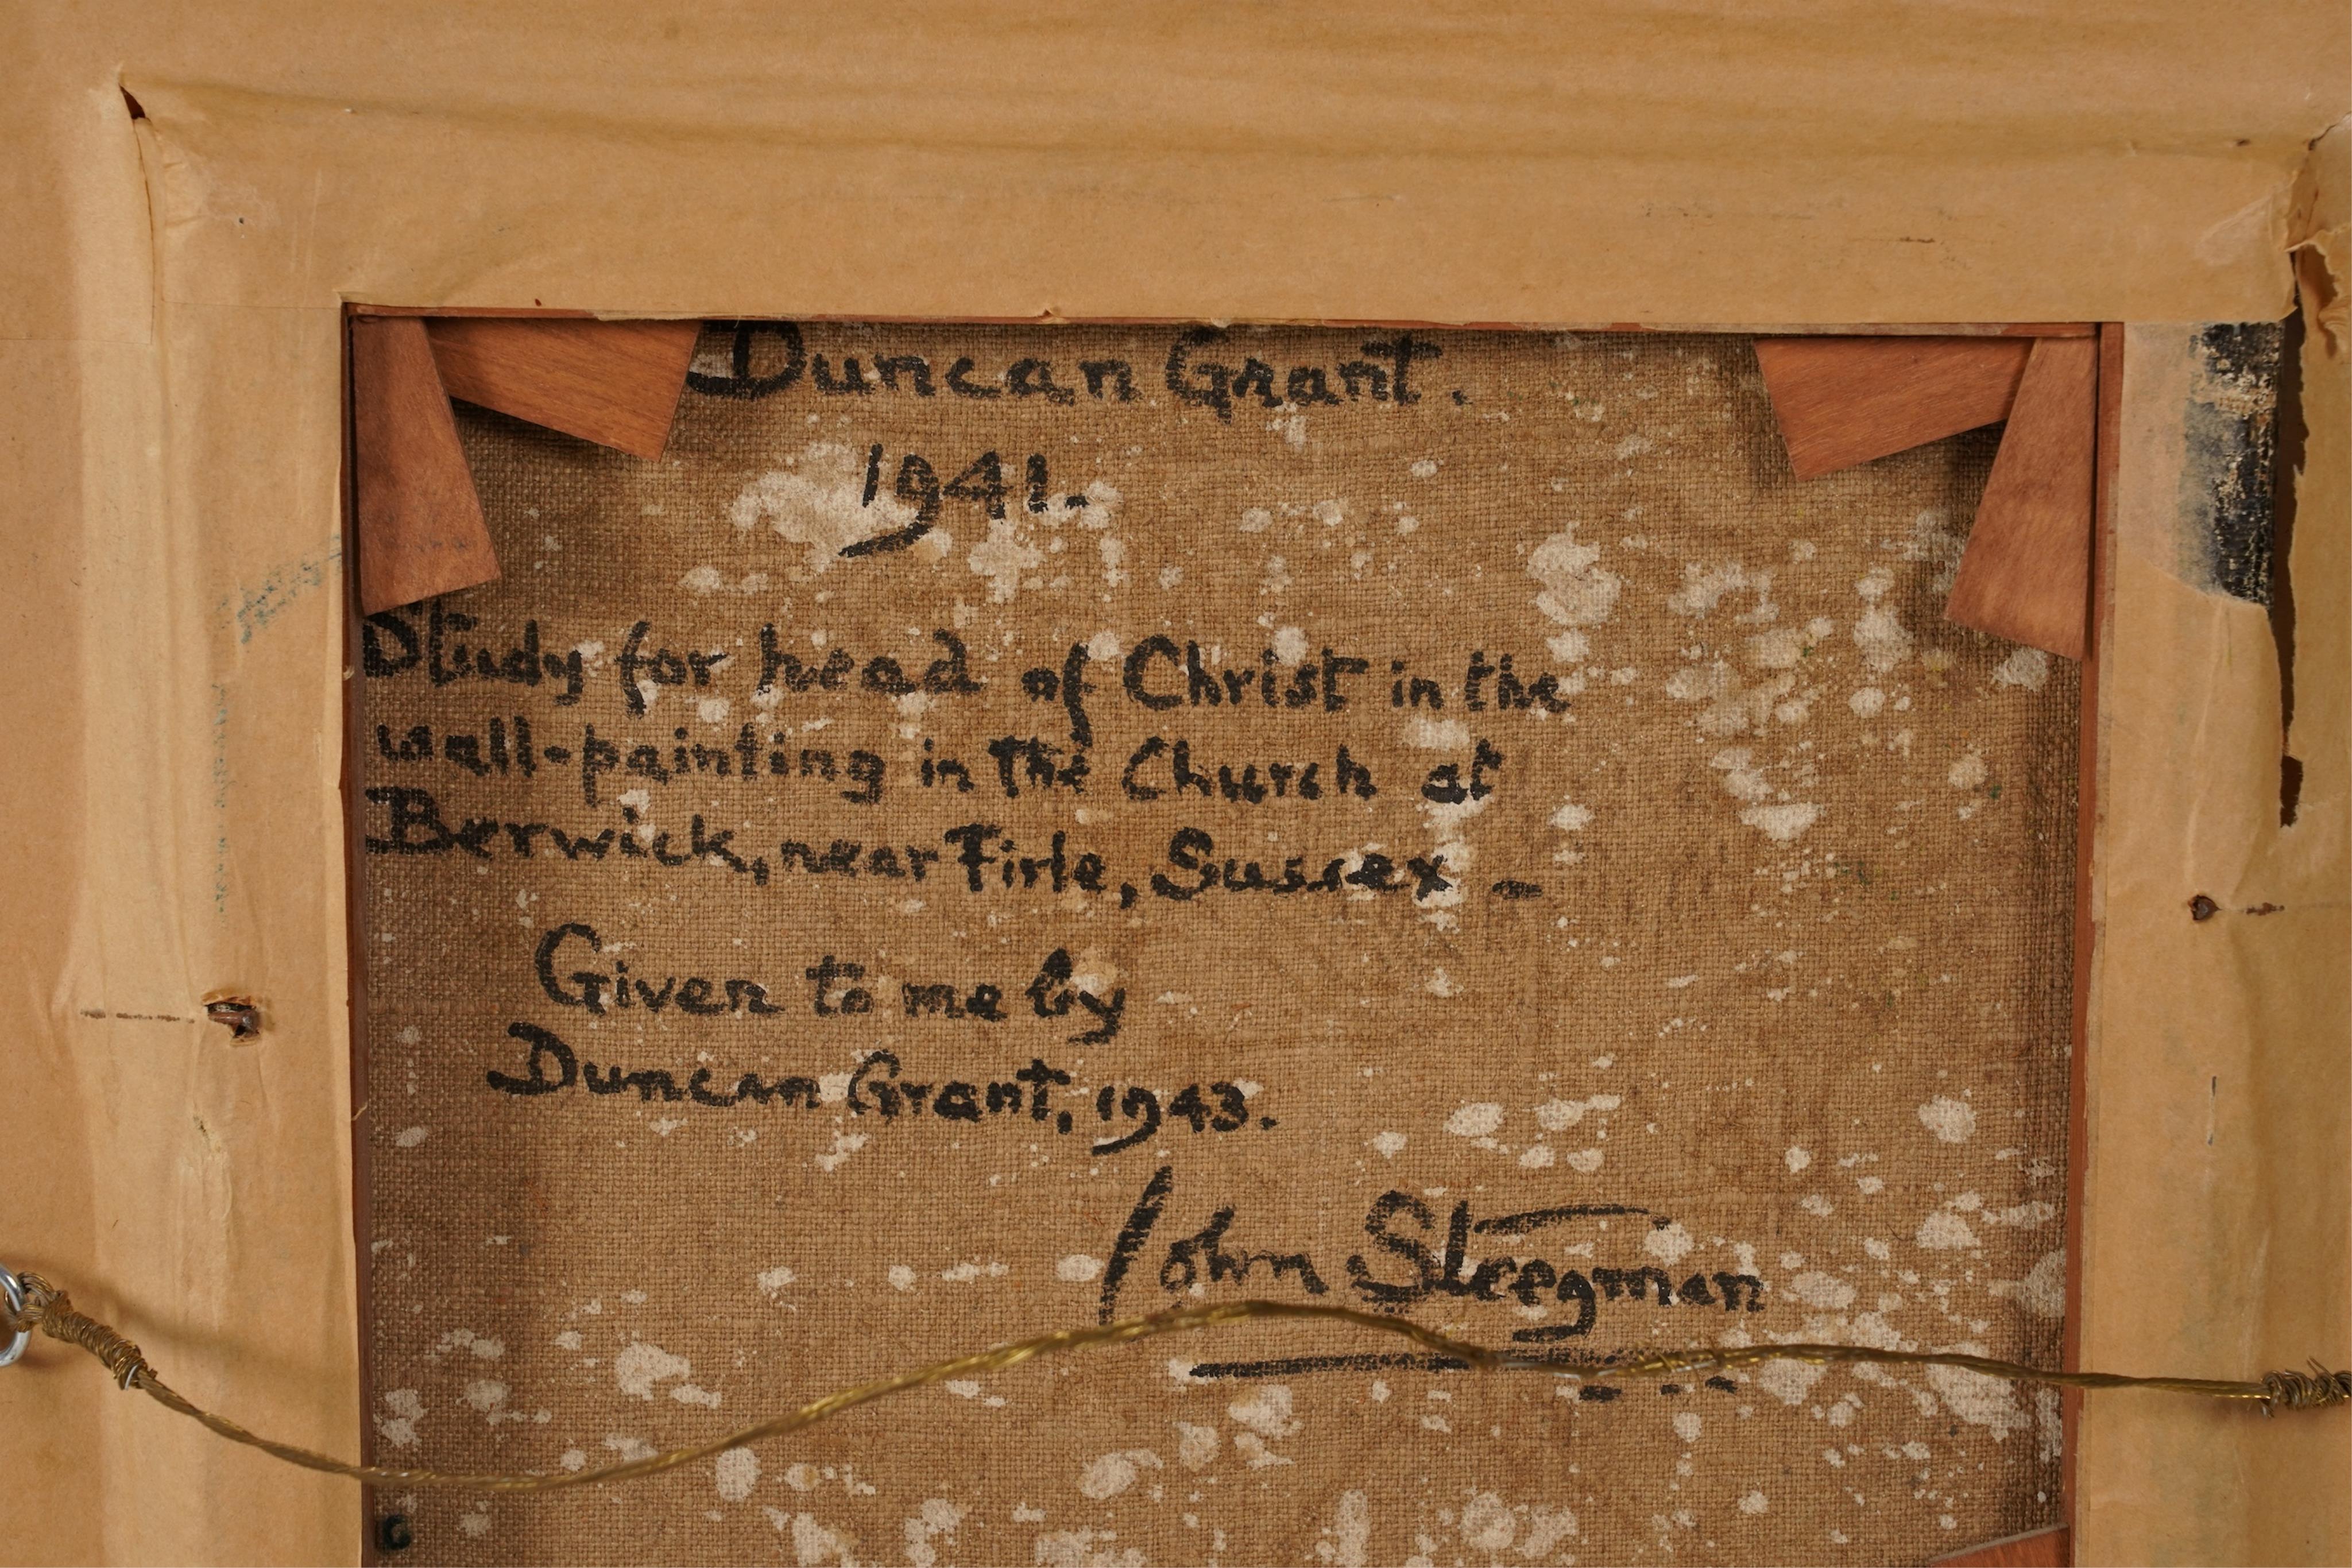 Duncan Grant.
1941.
Study for head of Christ in the
wall-painting in the Church at
Berwick, near Firle, Sussex -
Given to me by
Duncan Grant, 1943.
John Steegman